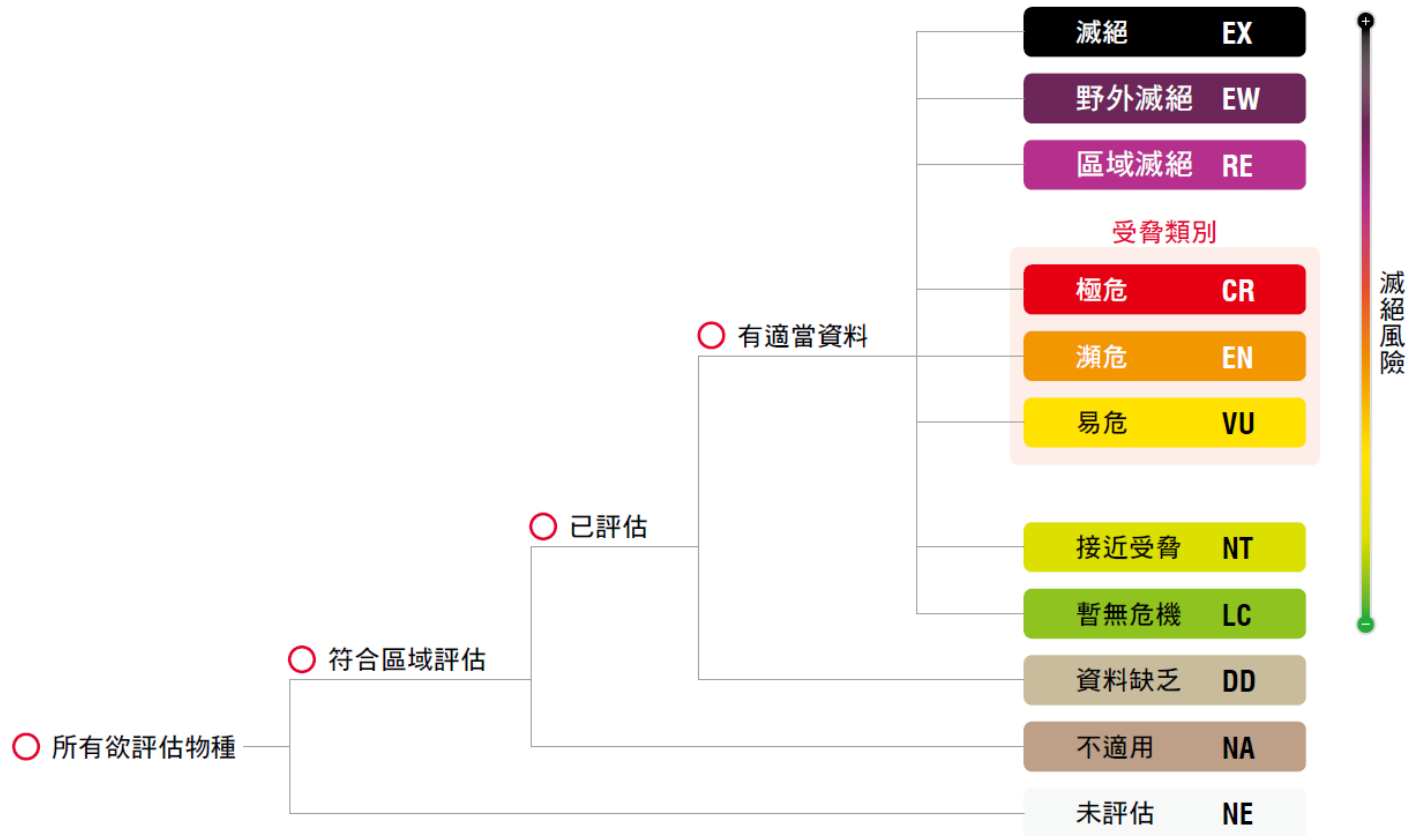 滅絕 EX
野外滅絕 EW
區域滅絕 RE
受脅類別
極危 CR
有適當資料
瀕危 EN
易危 VU
滅絕風險
已評估
接近受脅 NT
暫無危機 LC
符合區域評估
資料缺乏 DD
所有欲評估物種
不適用 NA
未評估 NE